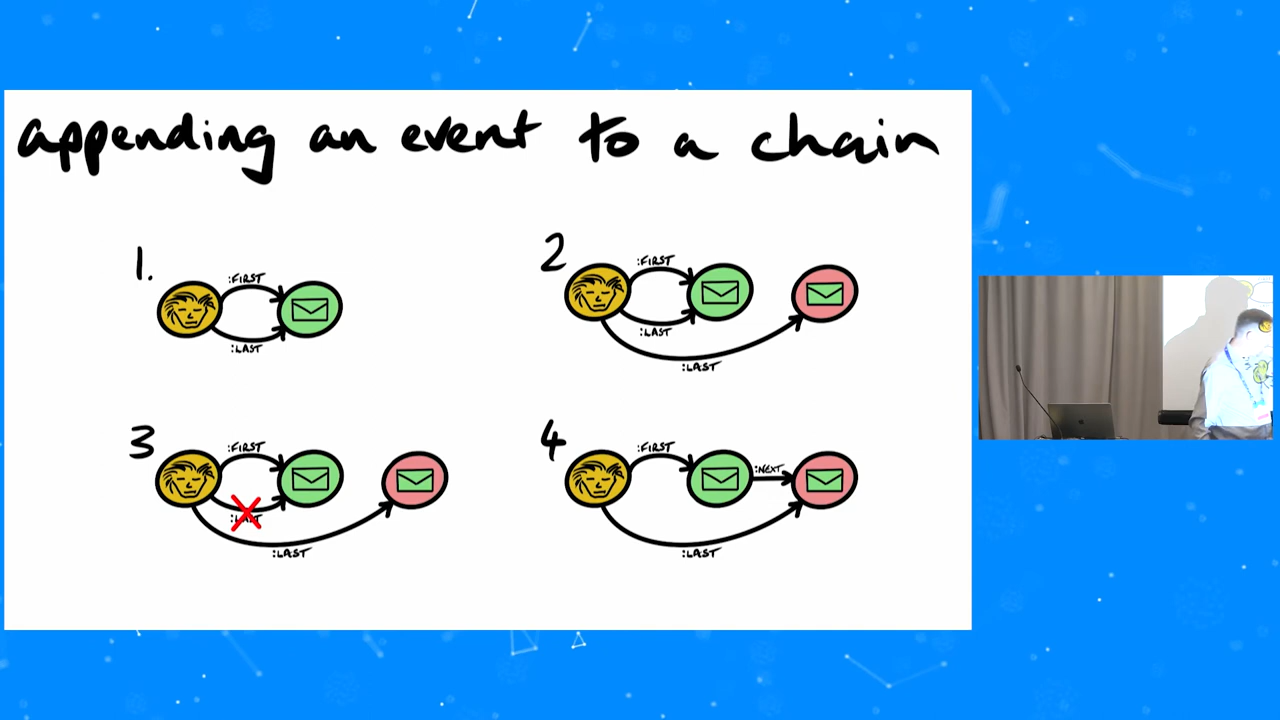 appending an event to a chain
1.
:FIRST
:LAST
2
:FIRST
:LAST
:LAST
3
:FIRST
:LAST
:LAST
4
:FIRST
:NEXT
:LAST